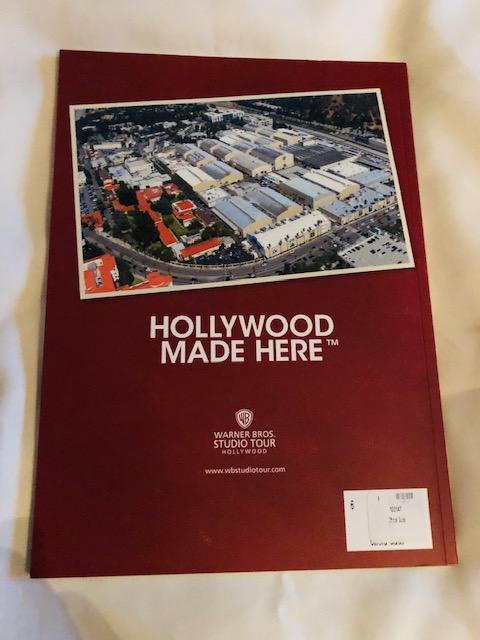 HOLLYWOOD
MADE HERE™
WB
WARNER BROS.
STUDIO TOUR
HOLLYWOOD
www.wbstudiotour.com